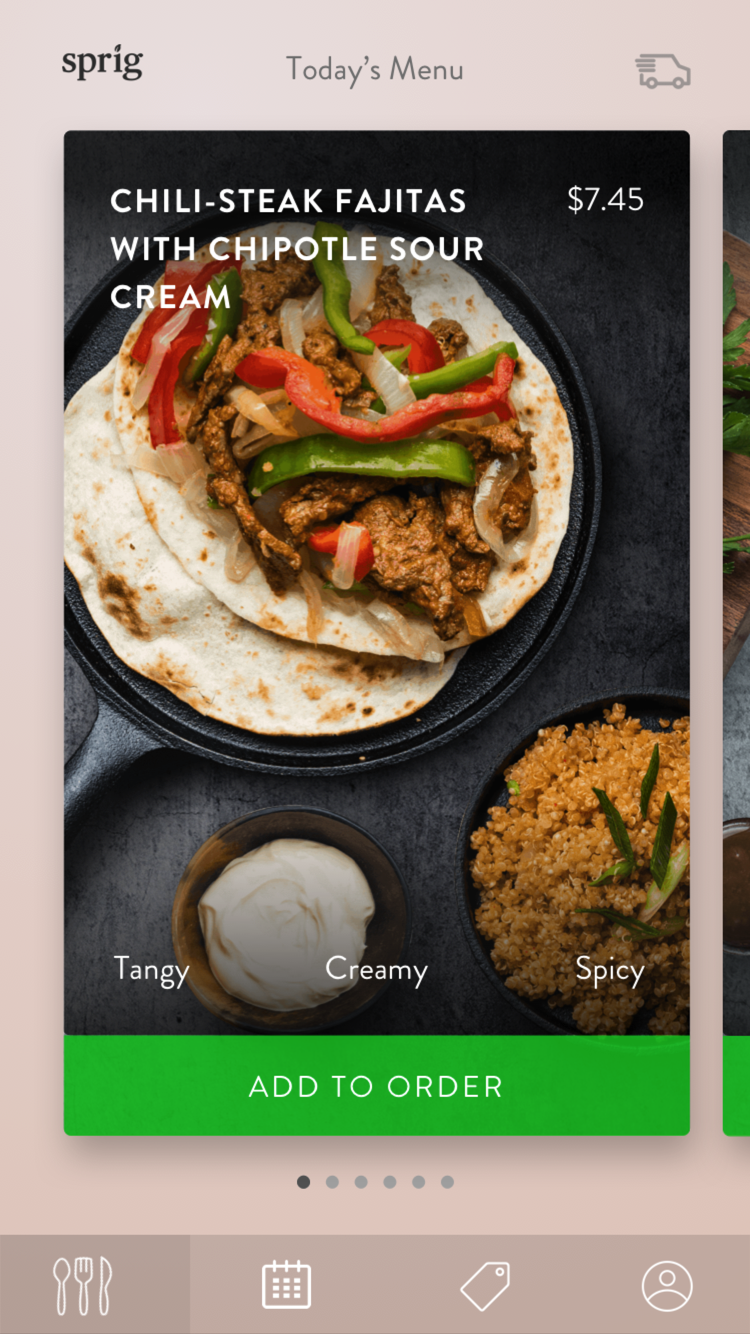 sprig
Today's Menu
CHILI-STEAK FAJITAS
WITH CHIPOTLE SOUR
CREAM
$7.45
Tangy
Creamy
Spicy
ADD TO ORDER